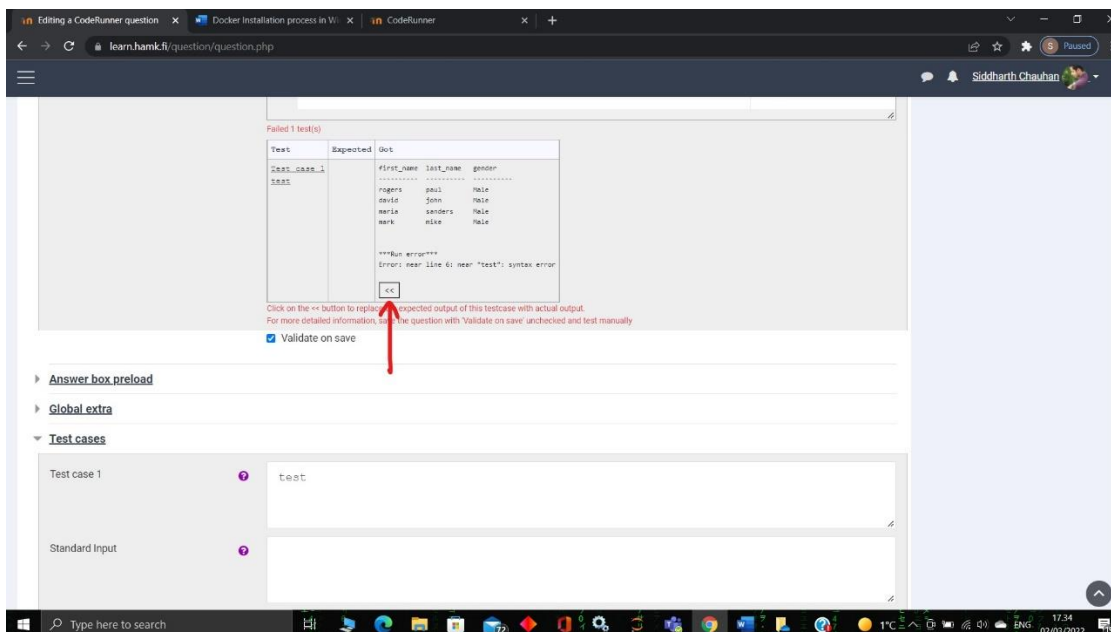 Editing a CodeRunner question
Docker Installation process in Wi
CodeRunner
learn.hamk.fi/question/question.php
S Paused
Siddharth Chauhan
Failed 1 test(s)
Test Expected Got
Test case 1
test
first_name last_name gender
---------- ---------- ----------
rogers paul Male
david john Male
maria sanders Male
mark mike Male
***Run error***
Error: near line 6: near "test": syntax error
<<
Click on the << button to replace expected output of this testcase with actual output.
For more detailed information, save the question with 'Validate on save' unchecked and test manually
Validate on save
Answer box preload
Global extra
Test cases
Test case 1
test
Standard Input
Type here to search
72
1°C
ENG
17.34
02/03/2022